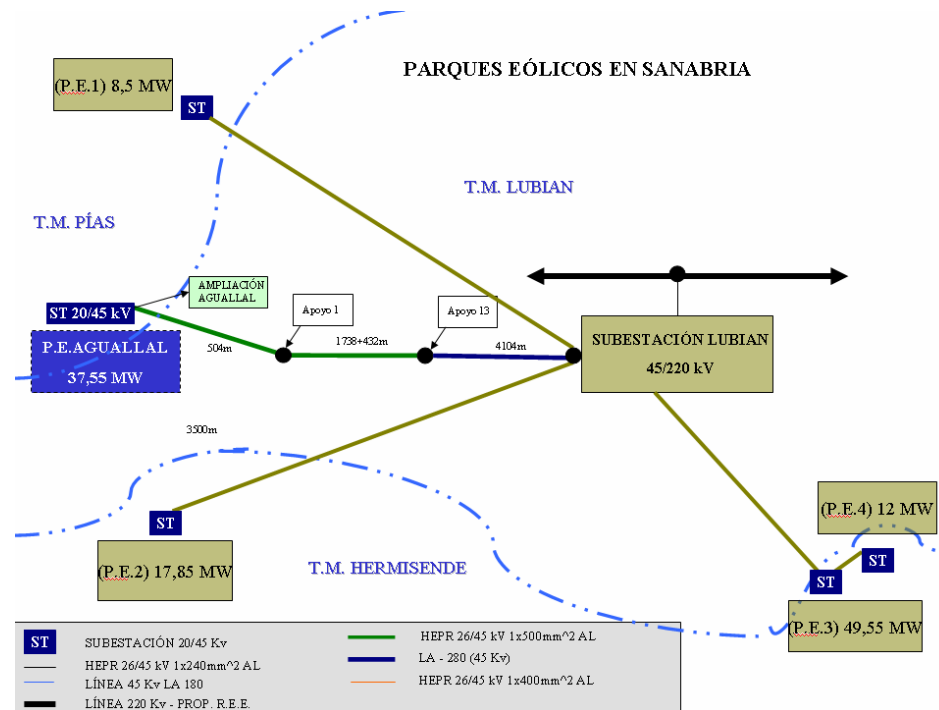 PARQUES EÓLICOS EN SANABRIA
(P.E.1) 8,5 MW
ST
T.M. LUBIAN
T.M. PÍAS
AMPLIACIÓN
AGUALLAL
ST 20/45 kV
Apoyo 1
Apoyo 13
504m
1738+432m
4104m
P.E.AGUALLAL
37,55 MW
SUBESTACIÓN LUBIAN
45/220 kV
3500m
ST
(P.E.2) 17,85 MW
T.M. HERMISENDE
(P.E.4) 12 MW
ST
ST
(P.E.3) 49,55 MW
ST
SUBESTACIÓN 20/45 Kv
HEPR 26/45 kV 1x240mm^2 AL
LÍNEA 45 Kv LA 180
LÍNEA 220 Kv - PROP. R.E.E.
HEPR 26/45 kV 1x500mm^2 AL
LA - 280 (45 Kv)
HEPR 26/45 kV 1x400mm^2 AL